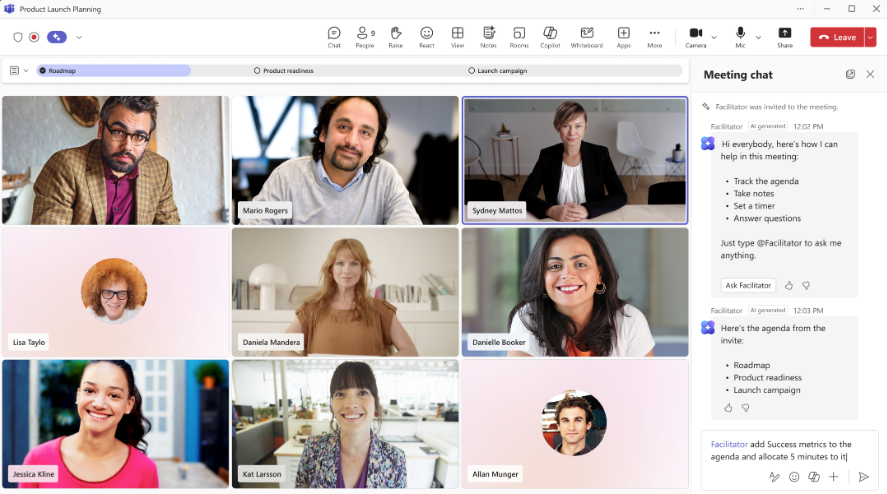 Product Launch Planning
Chat
People 9
Raise
React
View
Notes
Rooms
Copilot
Whiteboard
Apps
More
Camera
Mic
Share
Leave
Roadmap
Product readiness
Launch campaign
Mario Rogers
Sydney Mattos
Lisa Taylo
Daniela Mandera
Danielle Booker
Jessica Kline
Kat Larsson
Allan Munger
Meeting chat
Facilitator was invited to the meeting.
Facilitator AI generated 12:02 PM
Hi everybody, here's how I can
help in this meeting:
• Track the agenda
• Take notes
• Set a timer
• Answer questions
Just type @Facilitator to ask me
anything.
Ask Facilitator
Facilitator AI generated 12:03 PM
Here's the agenda from the
invite:
• Roadmap
• Product readiness
• Launch campaign
Facilitator add Success metrics to the
agenda and allocate 5 minutes to it